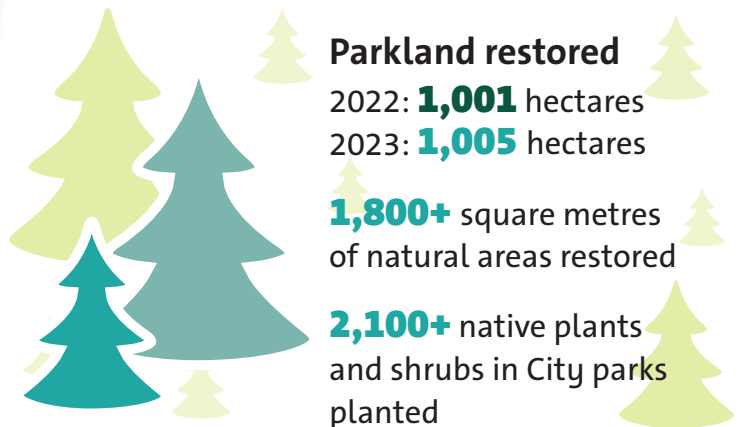 Parkland restored
2022: 1,001 hectares
2023: 1,005 hectares
1,800+ square metres
of natural areas restored
2,100+ native plants
and shrubs in City parks
planted